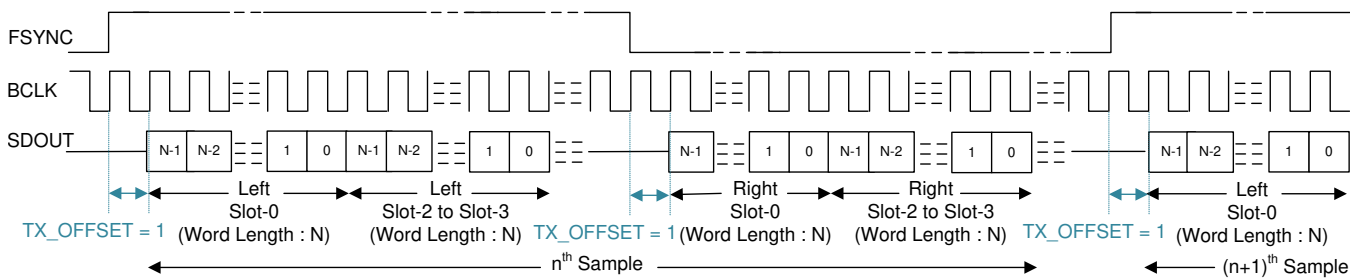 FSYNC
BCLK
SDOUT
N-1 N-2 1 0 N-1 N-2 1 0 N-1 1 0 N-1 N-2 1 0 N-1 N-2 1 0
Left Left Right Right Left
Slot-0 Slot-2 to Slot-3 Slot-0 Slot-2 to Slot-3 Slot-0
TX_OFFSET = 1 (Word Length : N) (Word Length : N) TX_OFFSET = 1 (Word Length : N) (Word Length : N) TX_OFFSET = 1 (Word Length : N)
nth Sample (n+1)th Sample